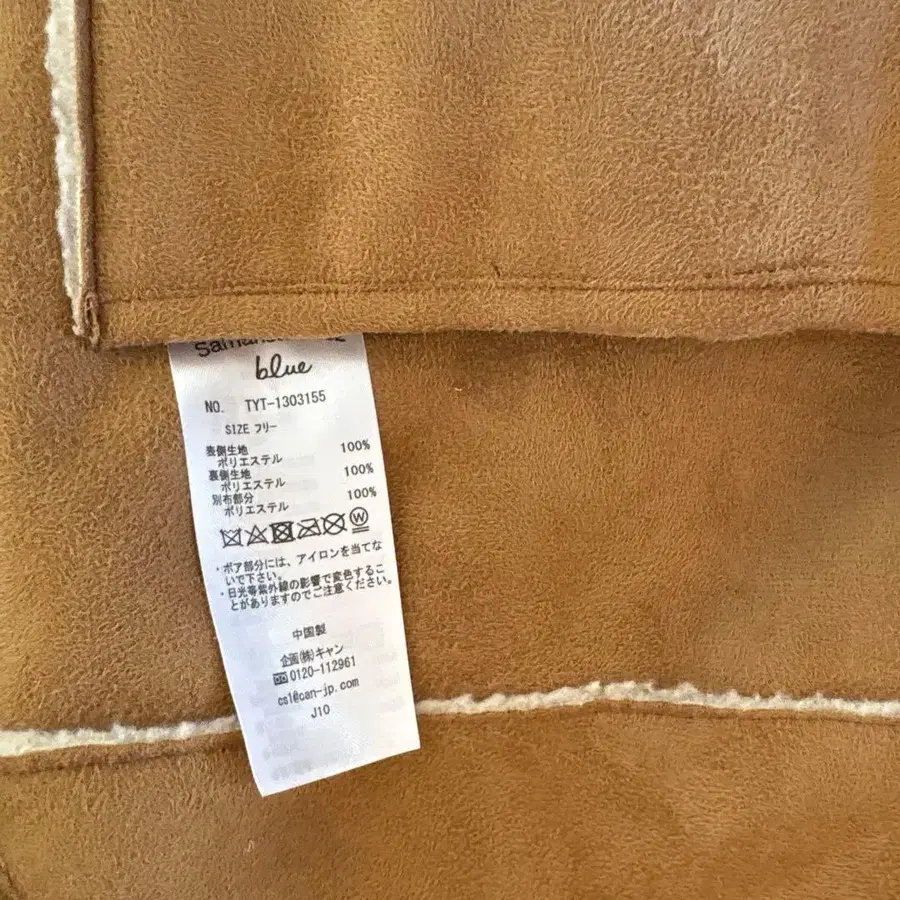 blue
NO. TYT-1303155
SIZE フリー
表側生地 100%
ポリエステル
裏側生地 100%
ポリエステル
別布部分 100%
ポリエステル
W
・ボア部分には、アイロンを当てな
いで下さい。
・日光等紫外線の影響で変色するこ
とがありますのでご注意ください。
中国製
企画(株)キャン
0120-112961
cs1@can-jp.com
J10